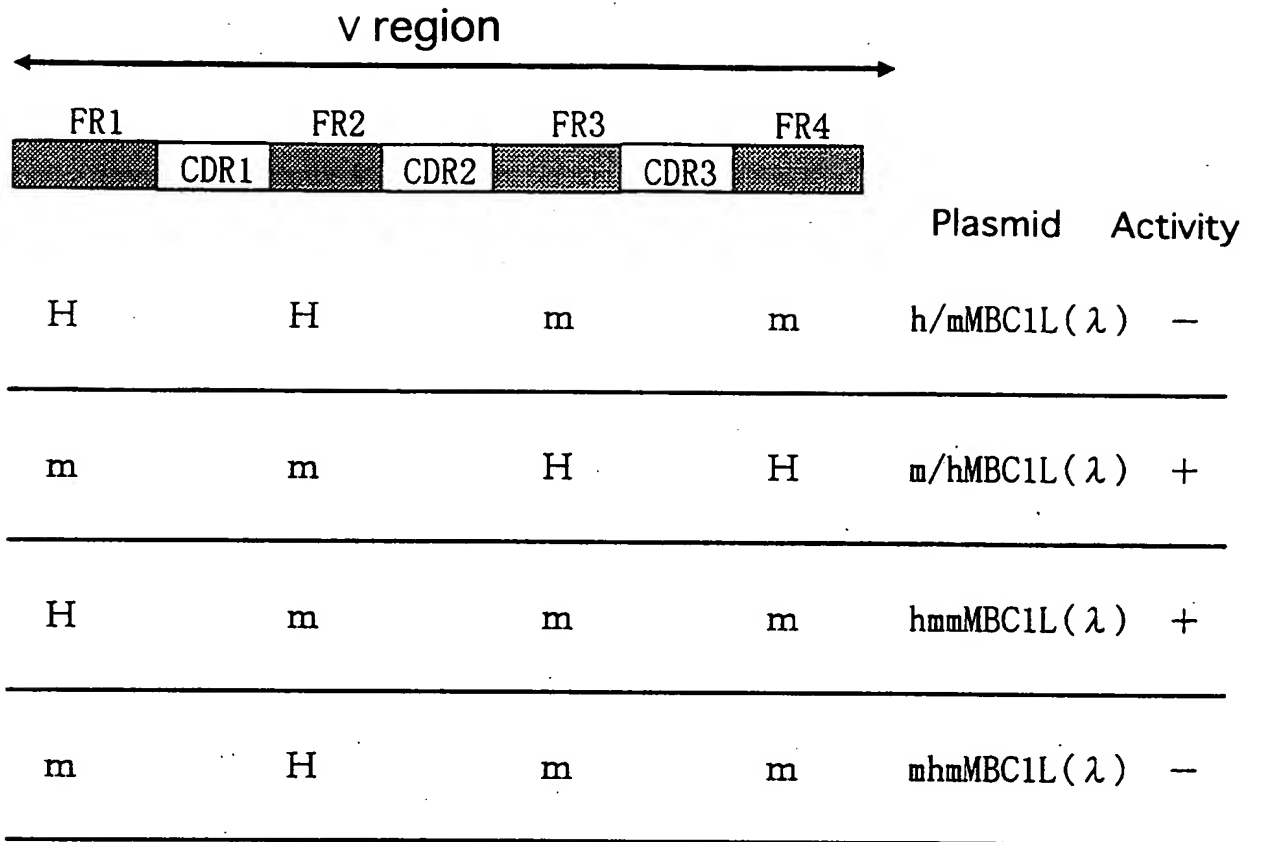 V region
FR1 FR2 FR3 FR4
CDR1 CDR2 CDR3
Plasmid Activity
H H m m h/mMBC1L(λ) −
m m H H m/hMBC1L(λ) +
H m m m hmmMBC1L(λ) +
m H m m mhmMBC1L(λ) −